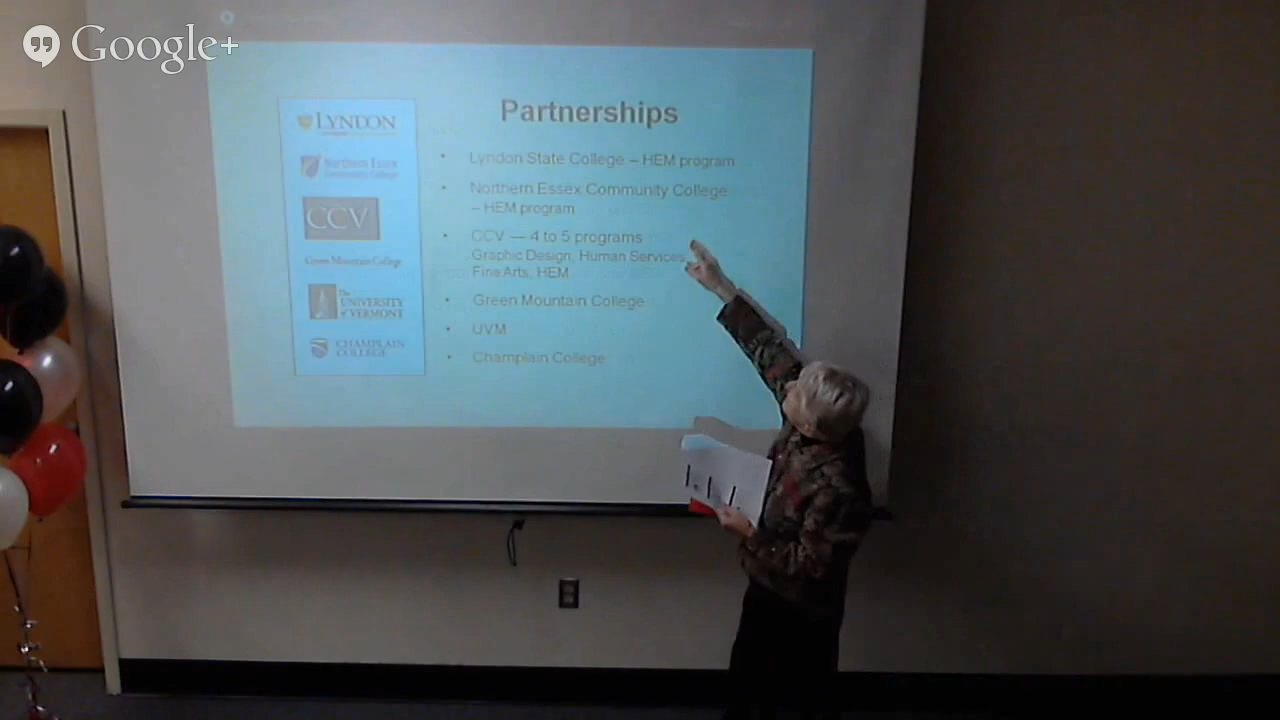 Google+
Partnerships
LYNDON
Northern Essex
Community College
CCV
Green Mountain College
The
UNIVERSITY
of VERMONT
CHAMPLAIN
COLLEGE
• Lyndon State College – HEM program
• Northern Essex Community College
– HEM program
• CCV — 4 to 5 programs
Graphic Design, Human Services,
Fine Arts, HEM
• Green Mountain College
• UVM
• Champlain College